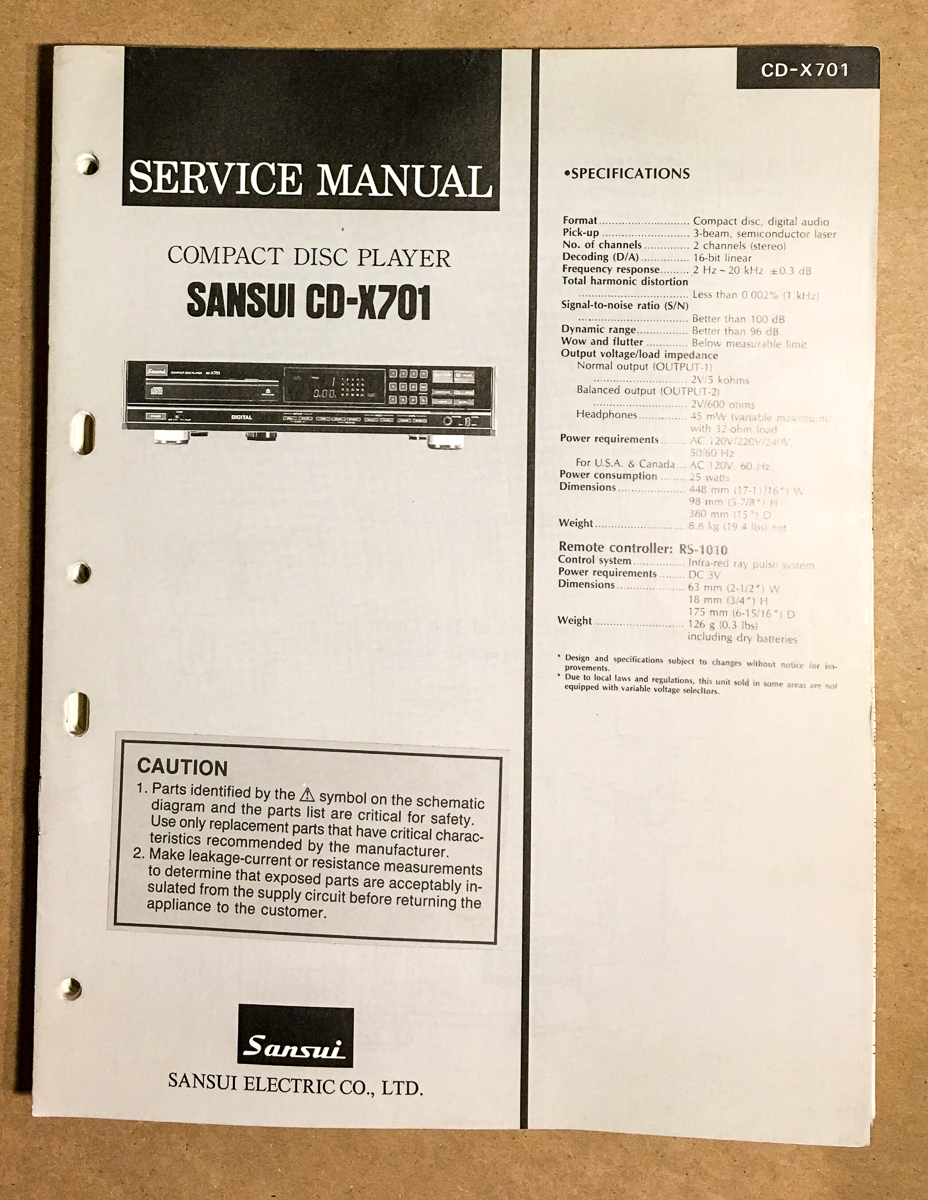 CD-X701
SERVICE MANUAL
COMPACT DISC PLAYER
SANSUI CD-X701
Sansui COMPACT DISC PLAYER CD-X701
DIGITAL
CAUTION
1. Parts identified by the ⚠ symbol on the schematic
diagram and the parts list are critical for safety.
Use only replacement parts that have critical charac-
teristics recommended by the manufacturer.
2. Make leakage-current or resistance measurements
to determine that exposed parts are acceptably in-
sulated from the supply circuit before returning the
appliance to the customer.
Sansui
SANSUI ELECTRIC CO., LTD.
•SPECIFICATIONS
Format........................... Compact disc, digital audio
Pick-up .......................... 3-beam, semiconductor laser
No. of channels ............. 2 channels (stereo)
Decoding (D/A)............... 16-bit linear
Frequency response......... 2 Hz ~ 20 kHz ±0.3 dB
Total harmonic distortion
................................. Less than 0.002% (1 kHz)
Signal-to-noise ratio (S/N)
................................. Better than 100 dB
Dynamic range............... Better than 96 dB
Wow and flutter ............. Below measurable limit
Output voltage/load impedance
Normal output (OUTPUT-1)
............................ 2V/5 kohms
Balanced output (OUTPUT-2)
............................ 2V/600 ohms
Headphones............... 45 mW (variable maximum)
with 32-ohm load
Power requirements ....... AC 120V/220V/240V,
50/60 Hz
For U.S.A. & Canada ... AC 120V, 60 Hz
Power consumption ........ 25 watts
Dimensions ..................... 448 mm (17-11/16") W
98 mm (3-7/8") H
380 mm (15") D
Weight........................... 8.8 kg (19.4 lbs) net
Remote controller: RS-1010
Control system ................ Infra-red ray pulse system
Power requirements ........ DC 3V
Dimensions ..................... 63 mm (2-1/2") W
18 mm (3/4") H
175 mm (6-15/16") D
Weight............................ 126 g (0.3 lbs)
including dry batteries
* Design and specifications subject to changes without notice for im-
provements.
* Due to local laws and regulations, this unit sold in some areas are not
equipped with variable voltage selectors.